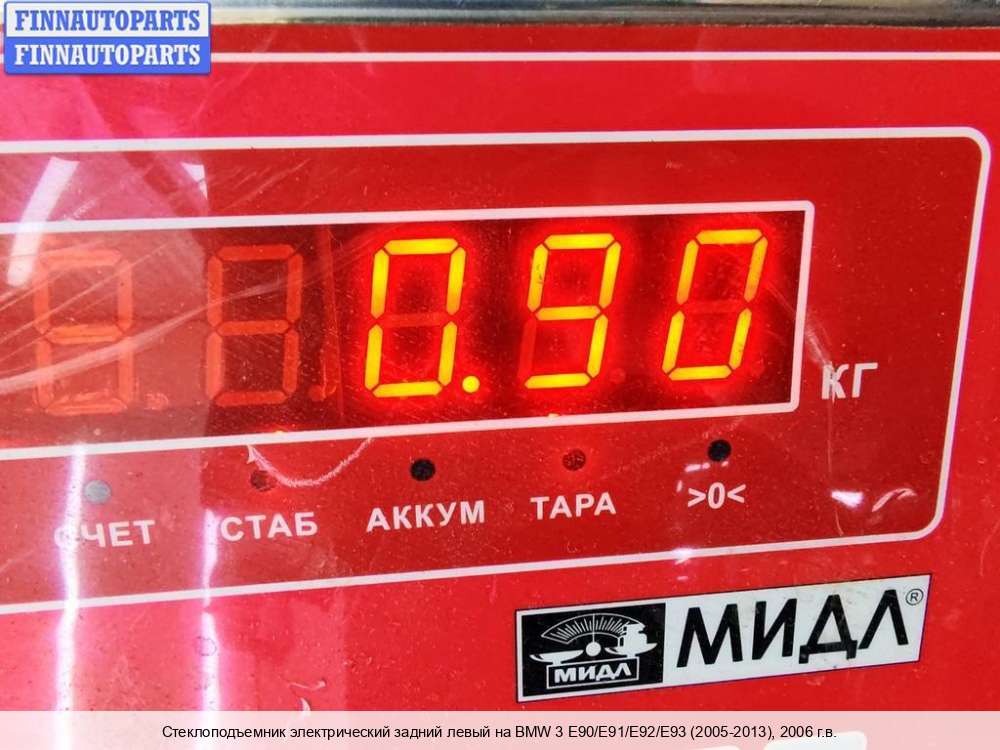 FINNAUTOPARTS
FINNAUTOPARTS
0.90
КГ
СЧЕТ СТАБ АККУМ ТАРА >0<
МИДЛ МИДЛ®
Стеклоподъемник электрический задний левый на BMW 3 E90/E91/E92/E93 (2005-2013), 2006 г.в.